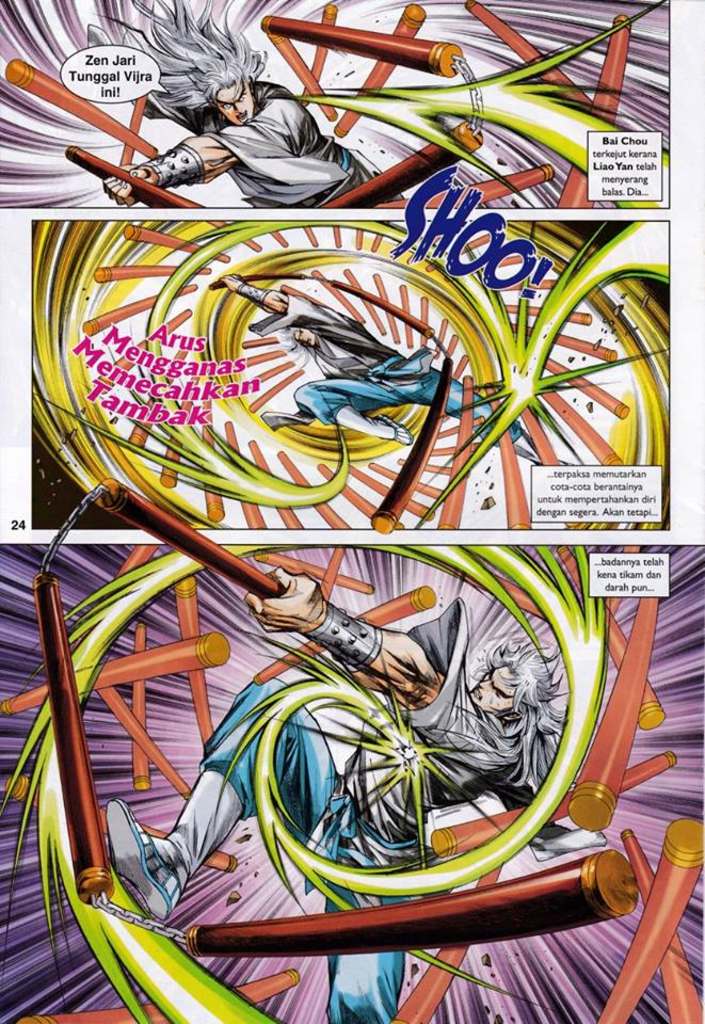 Zen Jari
Tunggal Vijra
ini!
Bai Chou
terkejut kerana
Liao Yan telah
menyerang
balas. Dia...
SHOO!
Arus
Mengganas
Memecahkan
Tambak
...terpaksa memutarkan
cota-cota berantainya
untuk mempertahankan diri
dengan segera. Akan tetapi...
24
...badannya telah
kena tikam dan
darah pun...